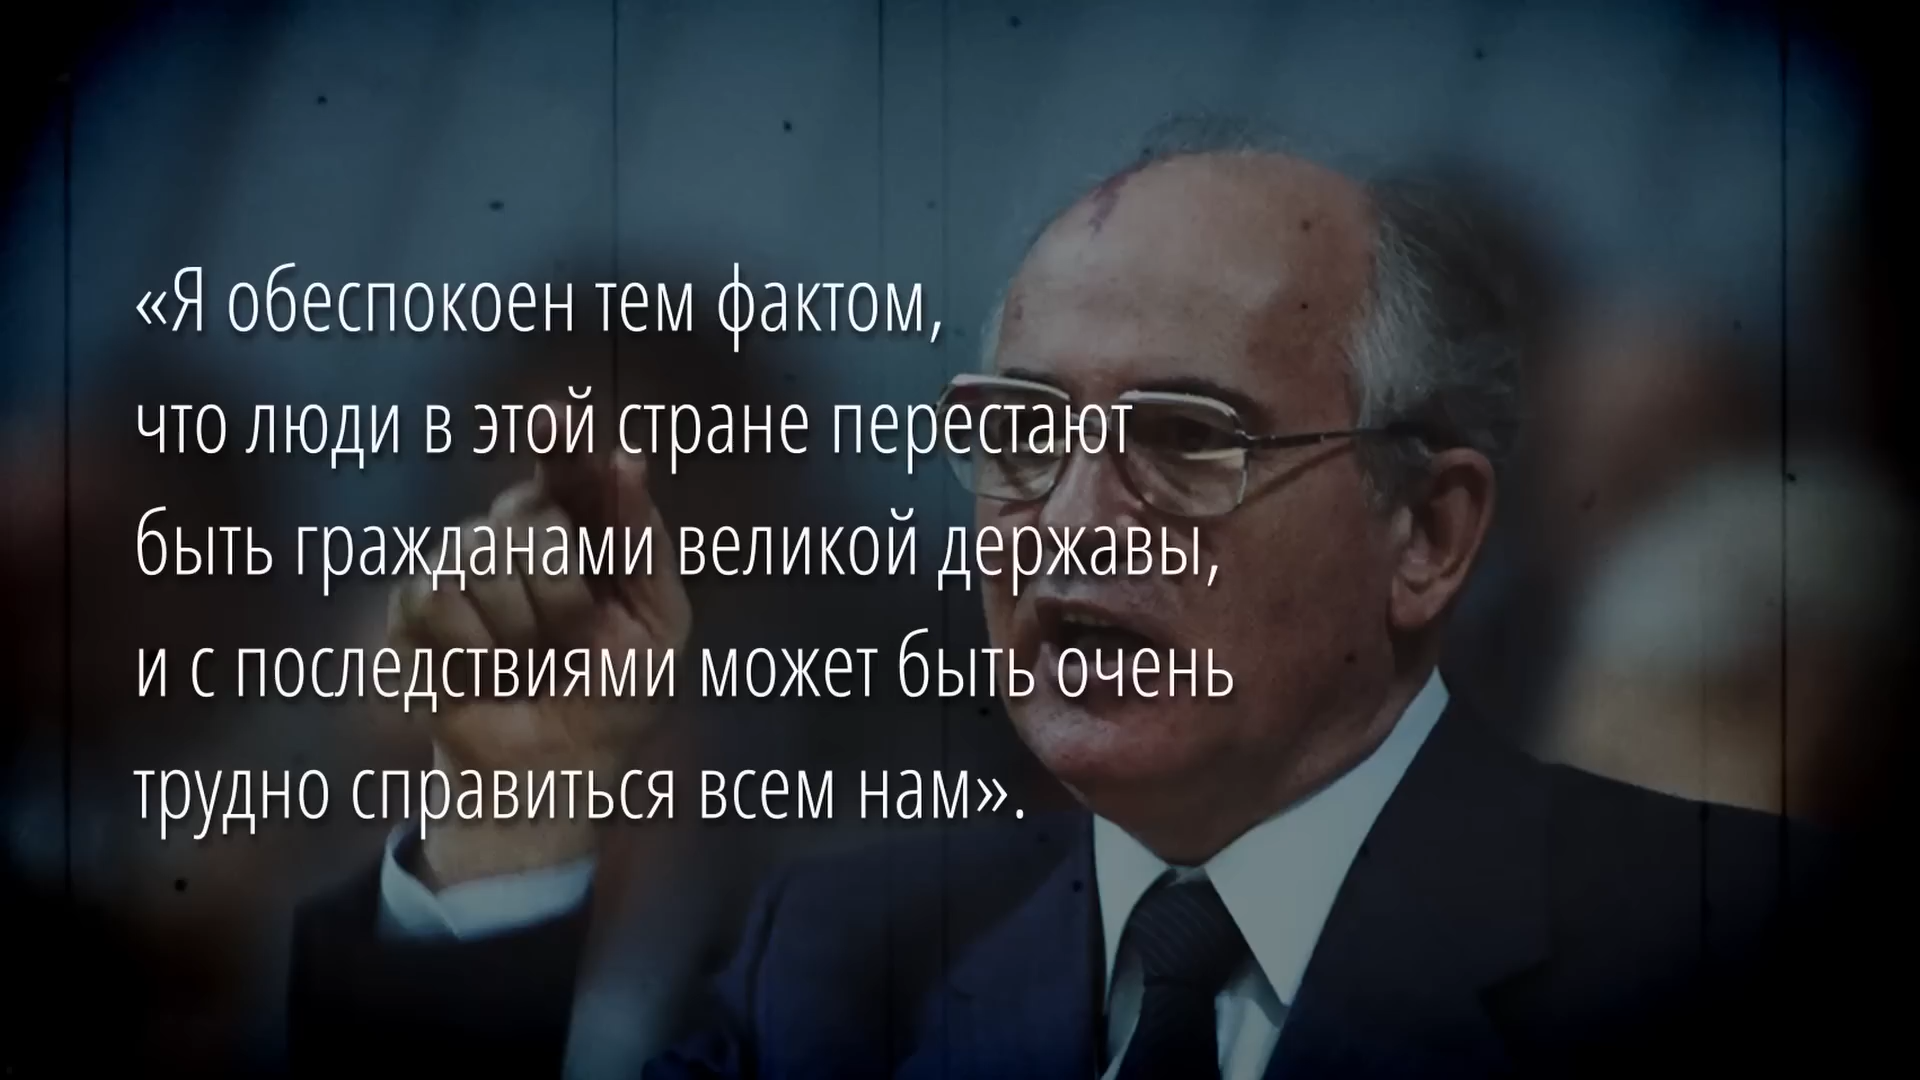 «Я обеспокоен тем фактом,
что люди в этой стране перестают
быть гражданами великой державы,
и с последствиями может быть очень
трудно справиться всем нам».